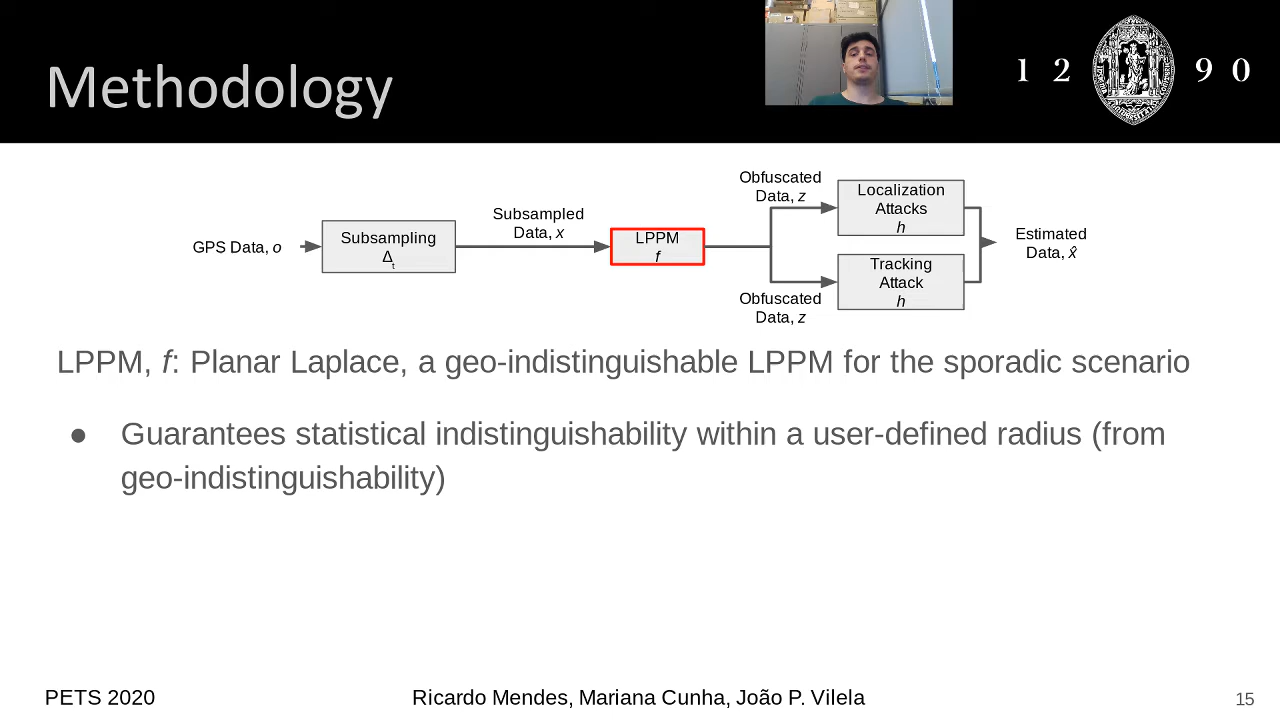 Methodology
1 2 9 0
GPS Data, o
Subsampling
Δt
Subsampled
Data, x
LPPM
f
Obfuscated
Data, z
Obfuscated
Data, z
Localization
Attacks
h
Tracking
Attack
h
Estimated
Data, x̂
LPPM, f: Planar Laplace, a geo-indistinguishable LPPM for the sporadic scenario
● Guarantees statistical indistinguishability within a user-defined radius (from
geo-indistinguishability)
PETS 2020
Ricardo Mendes, Mariana Cunha, João P. Vilela
15